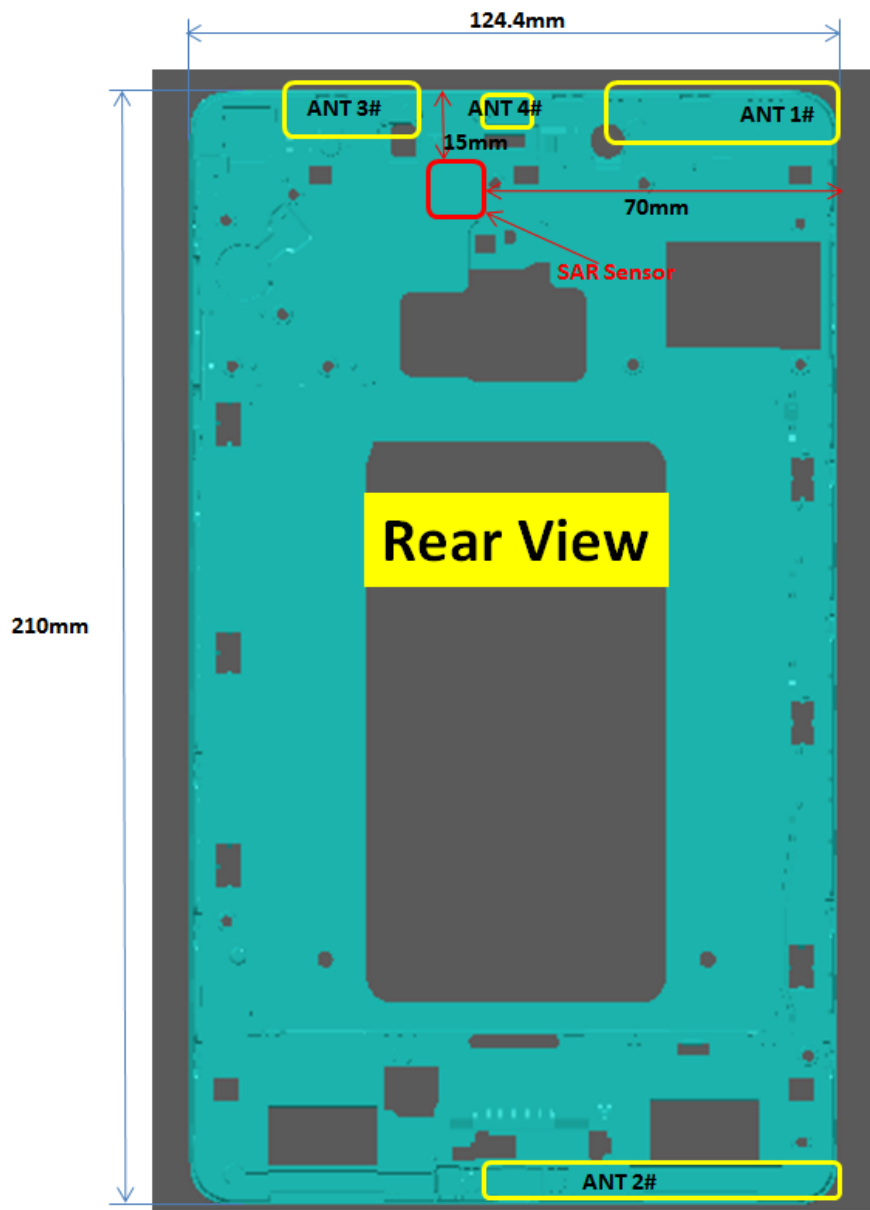 124.4mm
ANT 3#
ANT 4#
ANT 1#
15mm
70mm
SAR Sensor
Rear View
210mm
ANT 2#